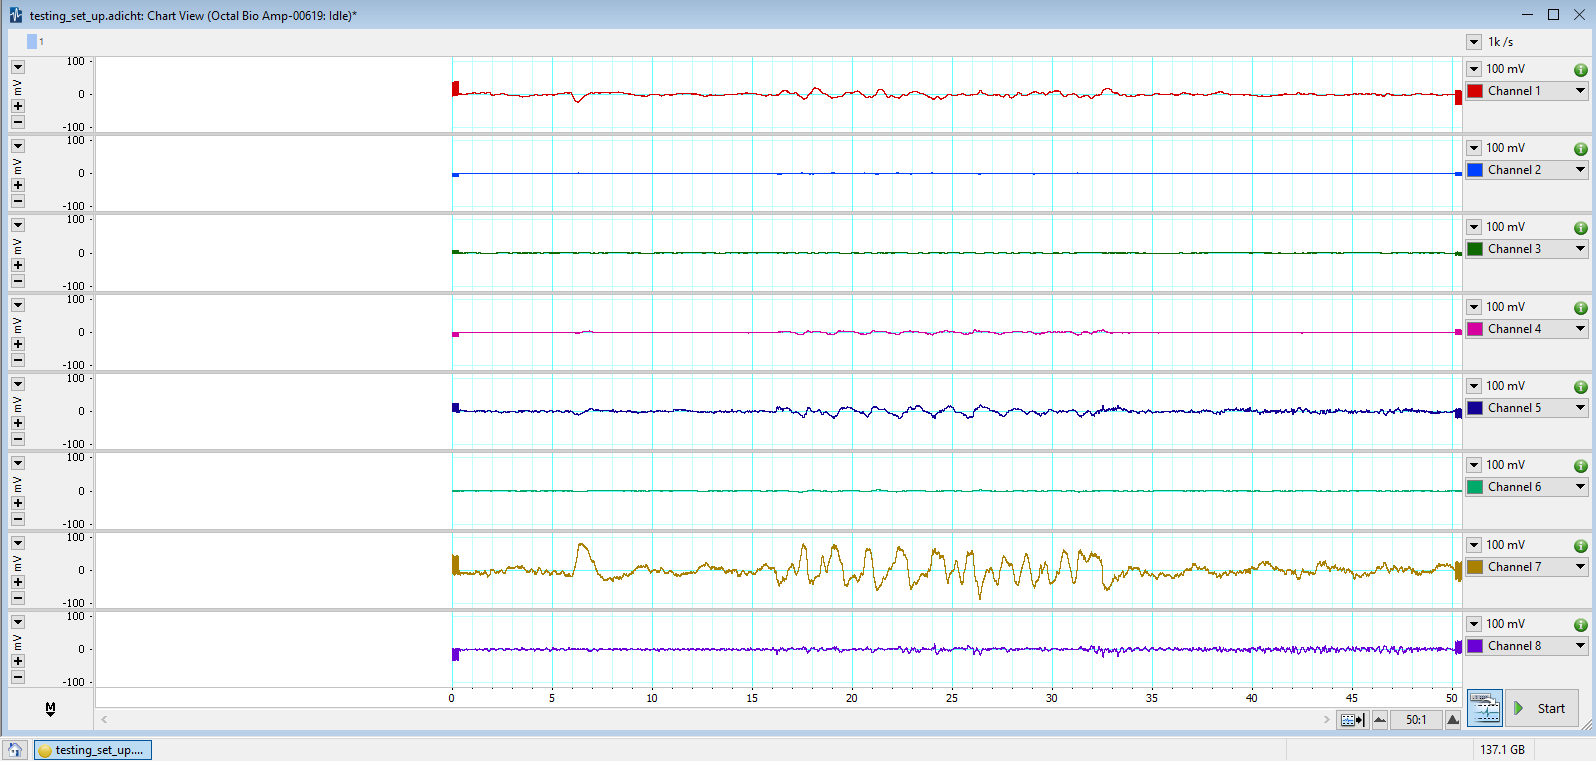 testing_set_up.adicht: Chart View (Octal Bio Amp-00619: Idle)*
1
1k /s
100
mV
0
-100
100 mV
Channel 1
100
mV
0
-100
100 mV
Channel 2
100
mV
0
-100
100 mV
Channel 3
100
mV
0
-100
100 mV
Channel 4
100
mV
0
-100
100 mV
Channel 5
100
mV
0
-100
100 mV
Channel 6
100
mV
0
-100
100 mV
Channel 7
100
mV
0
-100
100 mV
Channel 8
0 5 10 15 20 25 30 35 40 45 50
M
50:1
Start
testing_set_up....
137.1 GB